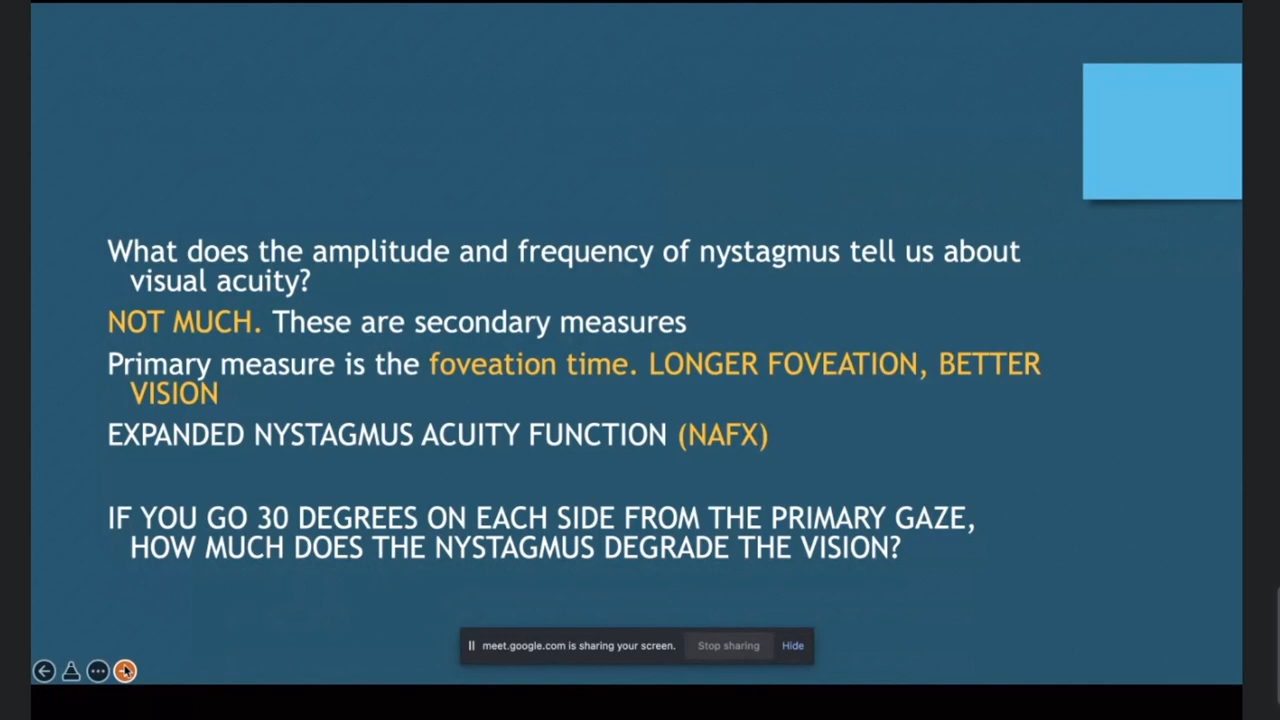 What does the amplitude and frequency of nystagmus tell us about
visual acuity?
NOT MUCH. These are secondary measures
Primary measure is the foveation time. LONGER FOVEATION, BETTER
VISION
EXPANDED NYSTAGMUS ACUITY FUNCTION (NAFX)
IF YOU GO 30 DEGREES ON EACH SIDE FROM THE PRIMARY GAZE,
HOW MUCH DOES THE NYSTAGMUS DEGRADE THE VISION?
meet.google.com is sharing your screen. Stop sharing Hide